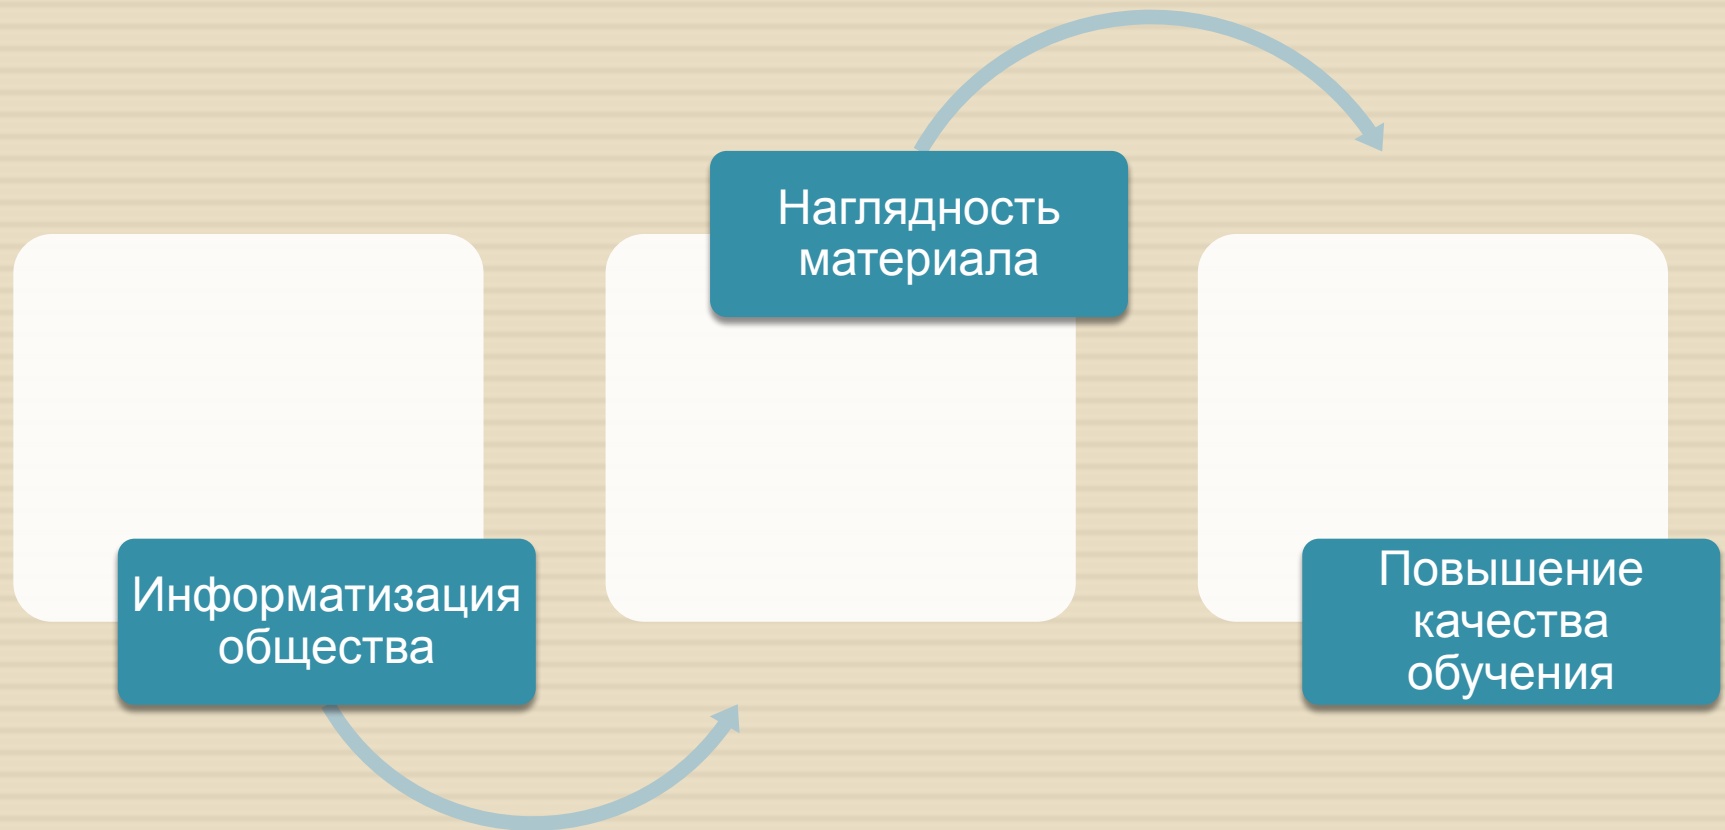 Информатизация
общества
Наглядность
материала
Повышение
качества
обучения